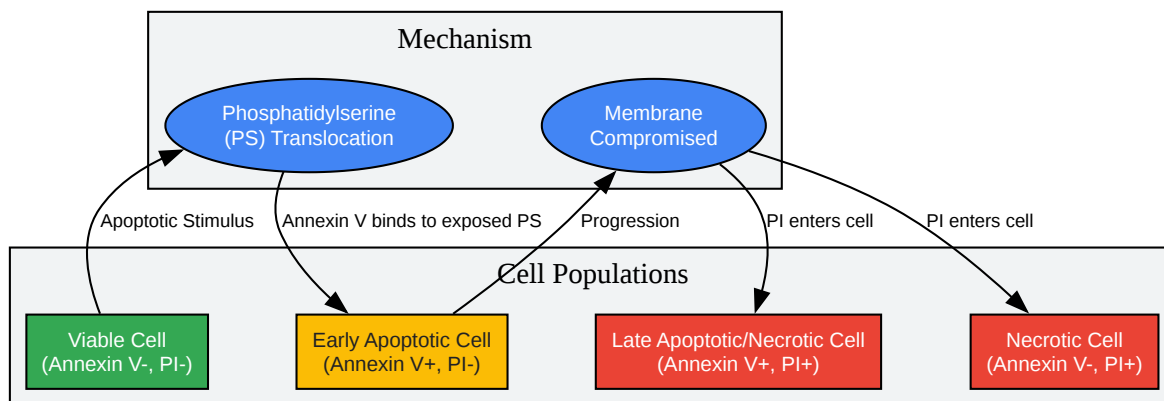 Mechanism
Phosphatidylserine
(PS) Translocation
Membrane
Compromised
Apoptotic Stimulus
Annexin V binds to exposed PS
Progression
PI enters cell
PI enters cell
Cell Populations
Viable Cell
(Annexin V-, PI-)
Early Apoptotic Cell
(Annexin V+, PI-)
Late Apoptotic/Necrotic Cell
(Annexin V+, PI+)
Necrotic Cell
(Annexin V-, PI+)